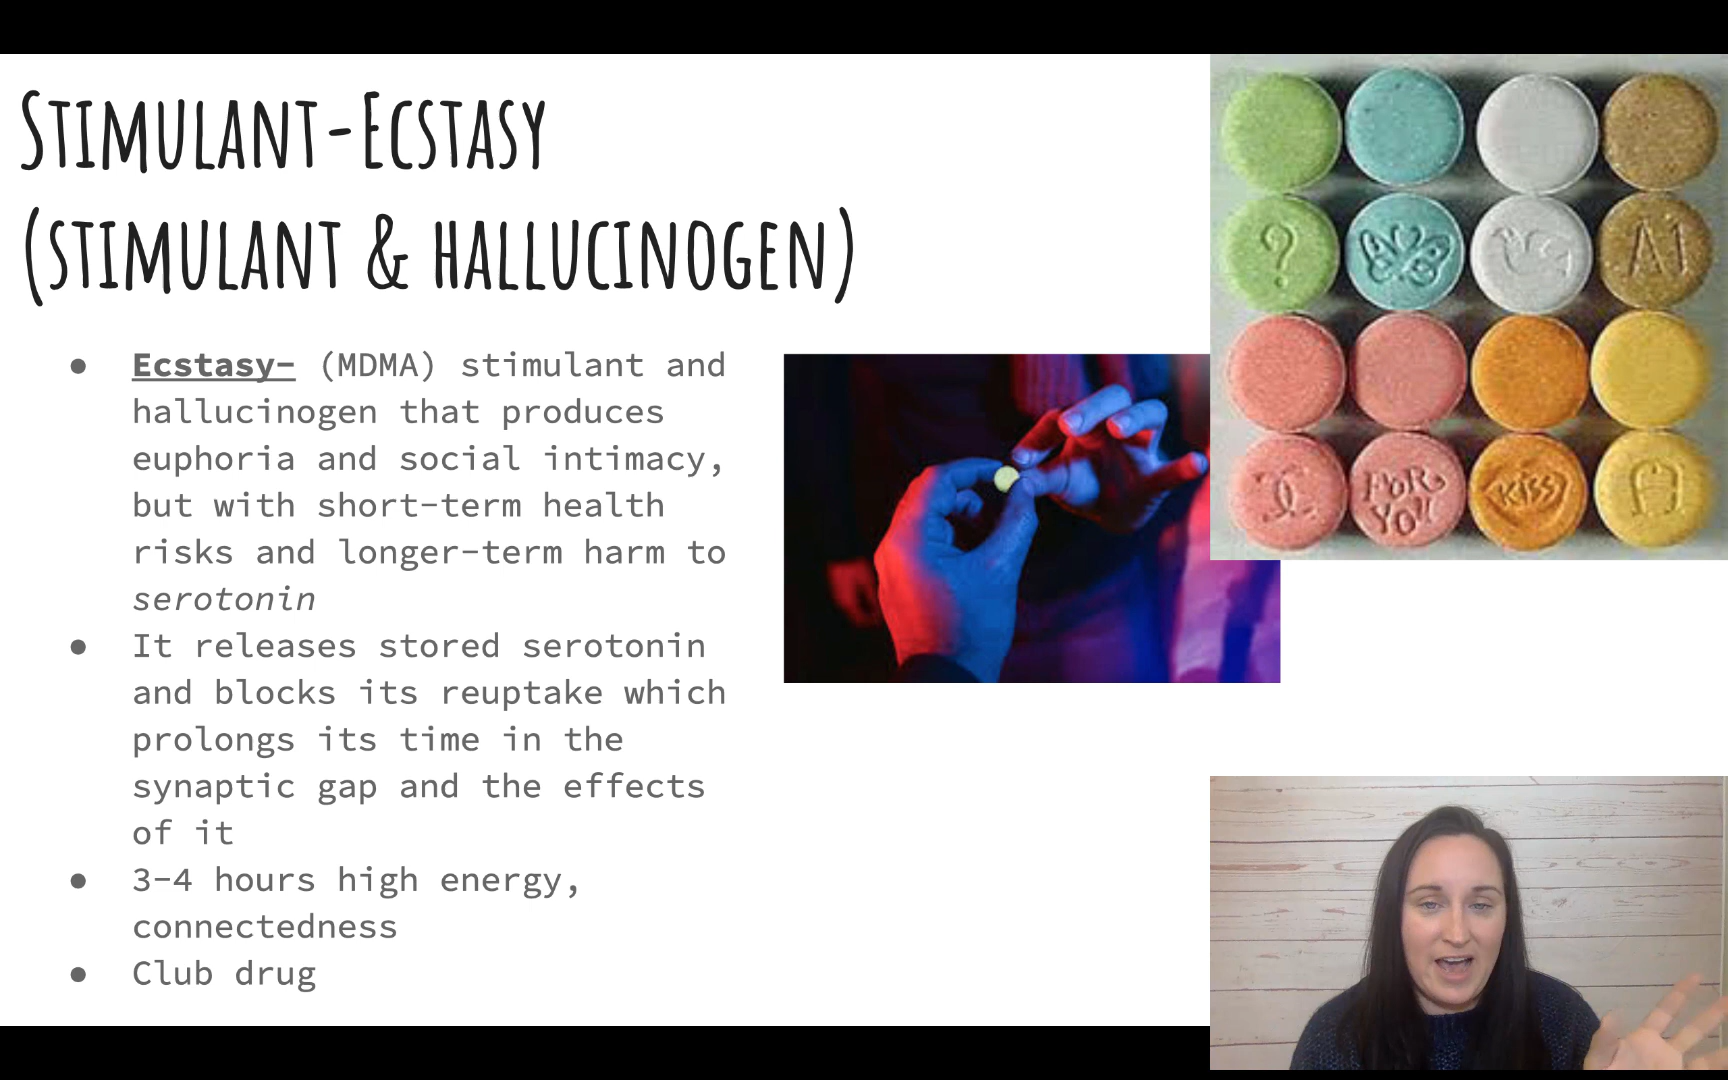 STIMULANT-ECSTASY
(STIMULANT & HALLUCINOGEN)
● Ecstasy- (MDMA) stimulant and
hallucinogen that produces
euphoria and social intimacy,
but with short-term health
risks and longer-term harm to
serotonin
● It releases stored serotonin
and blocks its reuptake which
prolongs its time in the
synaptic gap and the effects
of it
● 3-4 hours high energy,
connectedness
● Club drug
?
A1
FOR
YOU
KISS